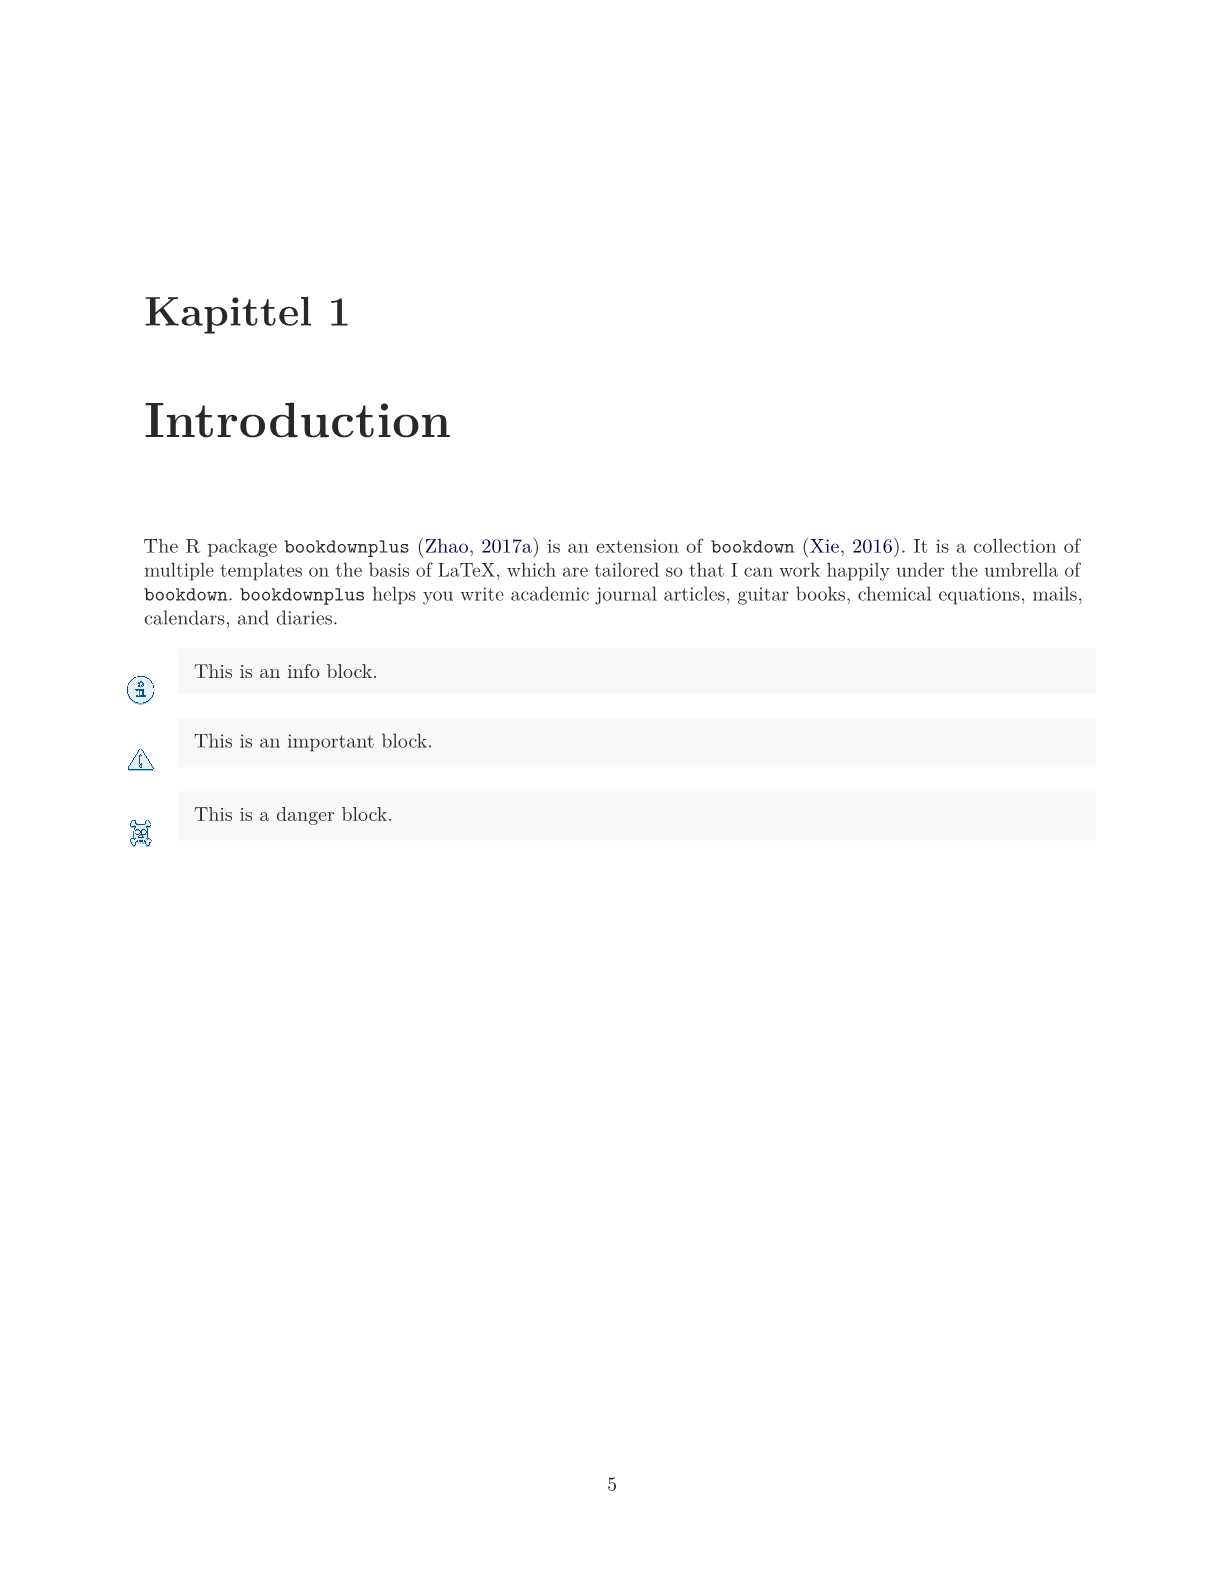 Kapittel 1
Introduction
The R package bookdownplus (Zhao, 2017a) is an extension of bookdown (Xie, 2016). It is a collection of
multiple templates on the basis of LaTeX, which are tailored so that I can work happily under the umbrella of
bookdown. bookdownplus helps you write academic journal articles, guitar books, chemical equations, mails,
calendars, and diaries.
This is an info block.
This is an important block.
This is a danger block.
5